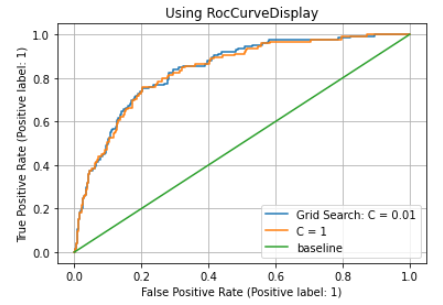 Using RocCurveDisplay
True Positive Rate (Positive label: 1)
1.0
0.8
0.6
0.4
0.2
0.0
Grid Search: C = 0.01
C = 1
baseline
0.0 0.2 0.4 0.6 0.8 1.0
False Positive Rate (Positive label: 1)